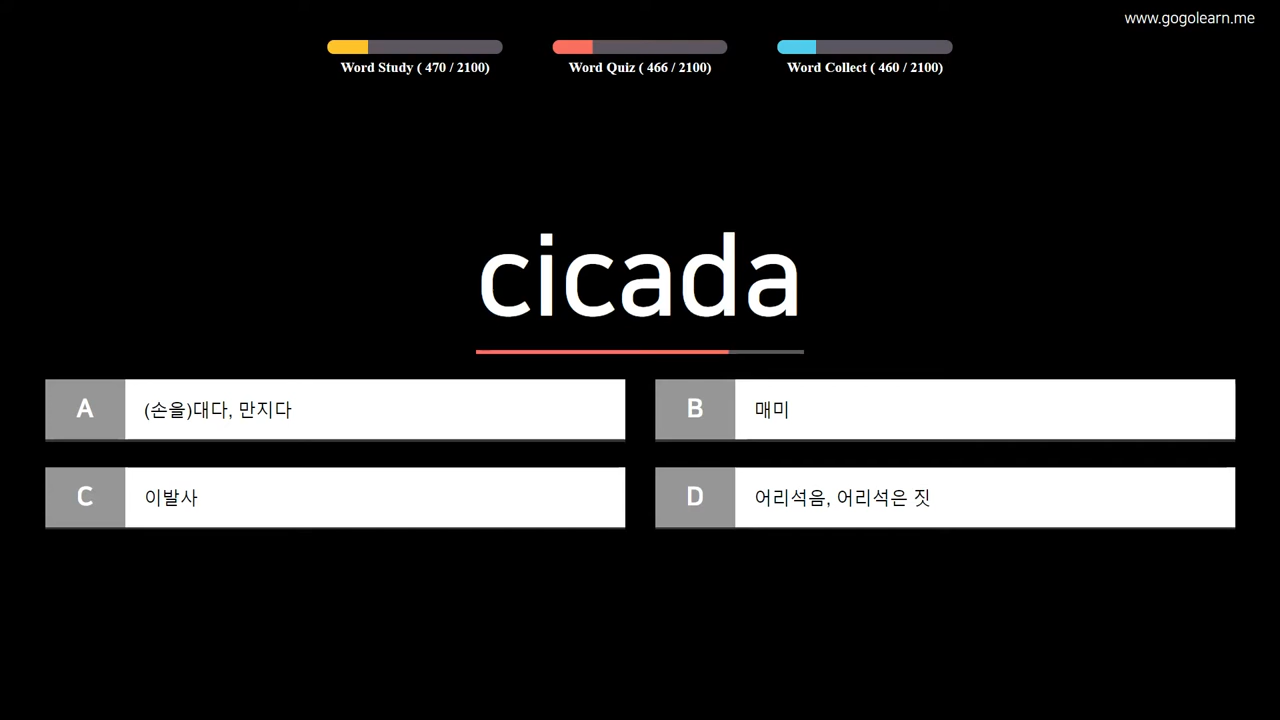 www.gogolearn.me
Word Study ( 470 / 2100)
Word Quiz ( 466 / 2100)
Word Collect ( 460 / 2100)
cicada
A (손을)대다, 만지다
B 매미
C 이발사
D 어리석음, 어리석은 짓